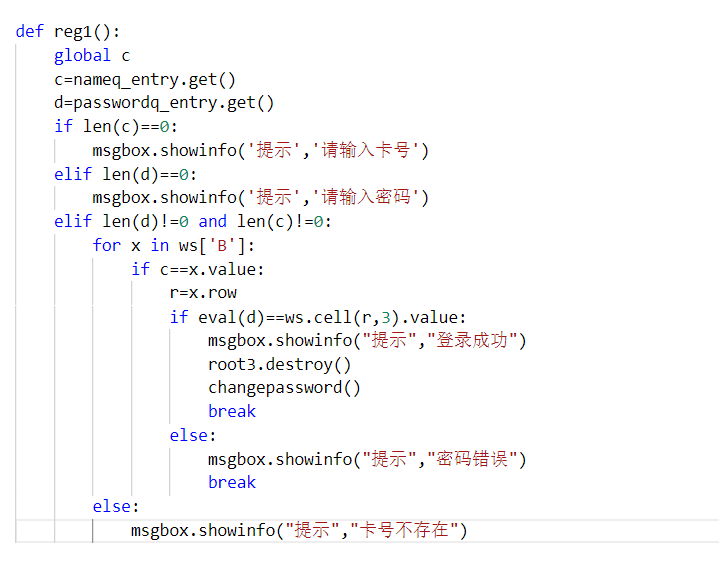 def reg1():
    global c
    c=nameq_entry.get()
    d=passwordq_entry.get()
    if len(c)==0:
        msgbox.showinfo('提示','请输入卡号')
    elif len(d)==0:
        msgbox.showinfo('提示','请输入密码')
    elif len(d)!=0 and len(c)!=0:
        for x in ws['B']:
            if c==x.value:
                r=x.row
                if eval(d)==ws.cell(r,3).value:
                    msgbox.showinfo("提示","登录成功")
                    root3.destroy()
                    changepassword()
                    break
                else:
                    msgbox.showinfo("提示","密码错误")
                    break
        else:
            msgbox.showinfo("提示","卡号不存在")